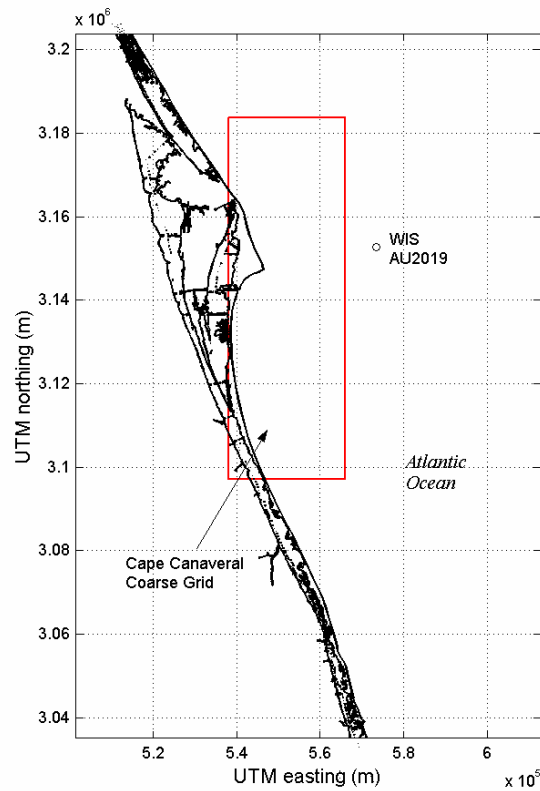 x 10^6
3.2
3.18
3.16
3.14
3.12
3.1
3.08
3.06
3.04
UTM northing (m)
WIS
AU2019
Atlantic
Ocean
Cape Canaveral
Coarse Grid
5.2
5.4
5.6
5.8
6
x 10^5
UTM easting (m)